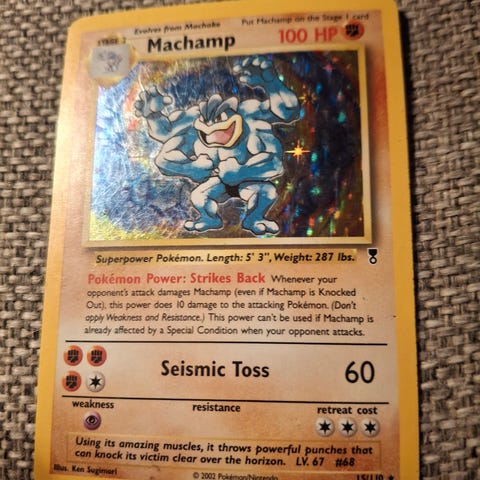 Evolves from Machoke
Put Machamp on the Stage 1 card
STAGE 2
Machamp
100 HP
Superpower Pokémon. Length: 5' 3", Weight: 287 lbs.
Pokémon Power: Strikes Back Whenever your
opponent's attack damages Machamp (even if Machamp is Knocked
Out), this power does 10 damage to the attacking Pokémon. (Don't
apply Weakness and Resistance.) This power can't be used if Machamp is
already affected by a Special Condition when your opponent attacks.
Seismic Toss
60
weakness
resistance
retreat cost
Using its amazing muscles, it throws powerful punches that
can knock its victim clear over the horizon. LV. 67 #68
Illus. Ken Sugimori
© 2002 Pokémon/Nintendo
15/110